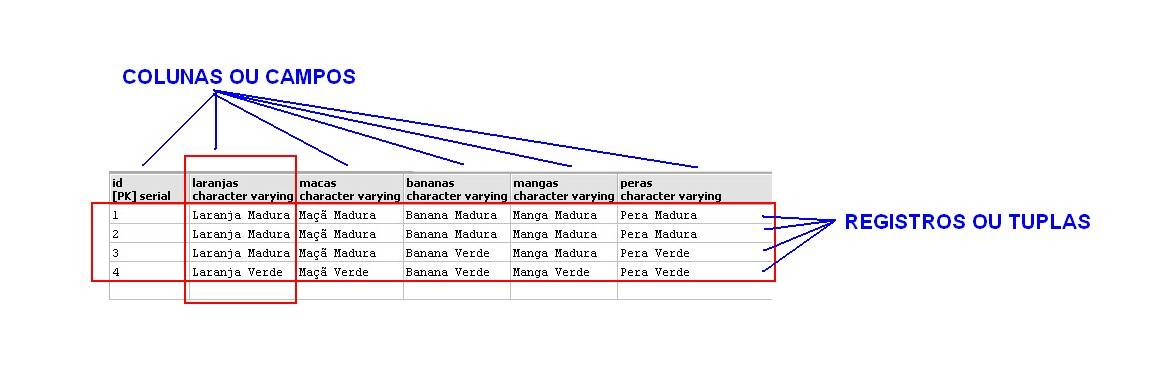 COLUNAS OU CAMPOS
id laranjas macas bananas mangas peras
[PK] serial character varying character varying character varying character varying character varying
1 Laranja Madura Maçã Madura Banana Madura Manga Madura Pera Madura
2 Laranja Madura Maçã Madura Banana Madura Manga Madura Pera Madura
3 Laranja Madura Maçã Madura Banana Verde Manga Madura Pera Verde
4 Laranja Verde Maçã Verde Banana Verde Manga Verde Pera Verde
REGISTROS OU TUPLAS